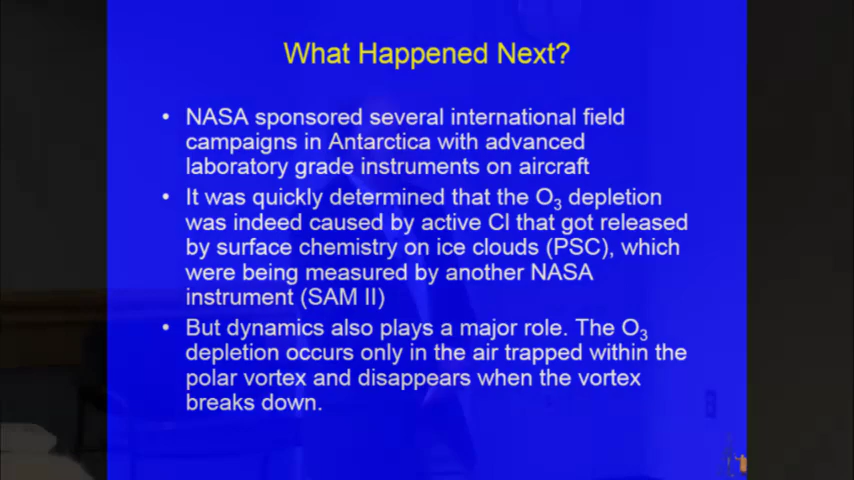 What Happened Next?
• NASA sponsored several international field
campaigns in Antarctica with advanced
laboratory grade instruments on aircraft
• It was quickly determined that the O₃ depletion
was indeed caused by active Cl that got released
by surface chemistry on ice clouds (PSC), which
were being measured by another NASA
instrument (SAM II)
• But dynamics also plays a major role. The O₃
depletion occurs only in the air trapped within the
polar vortex and disappears when the vortex
breaks down.